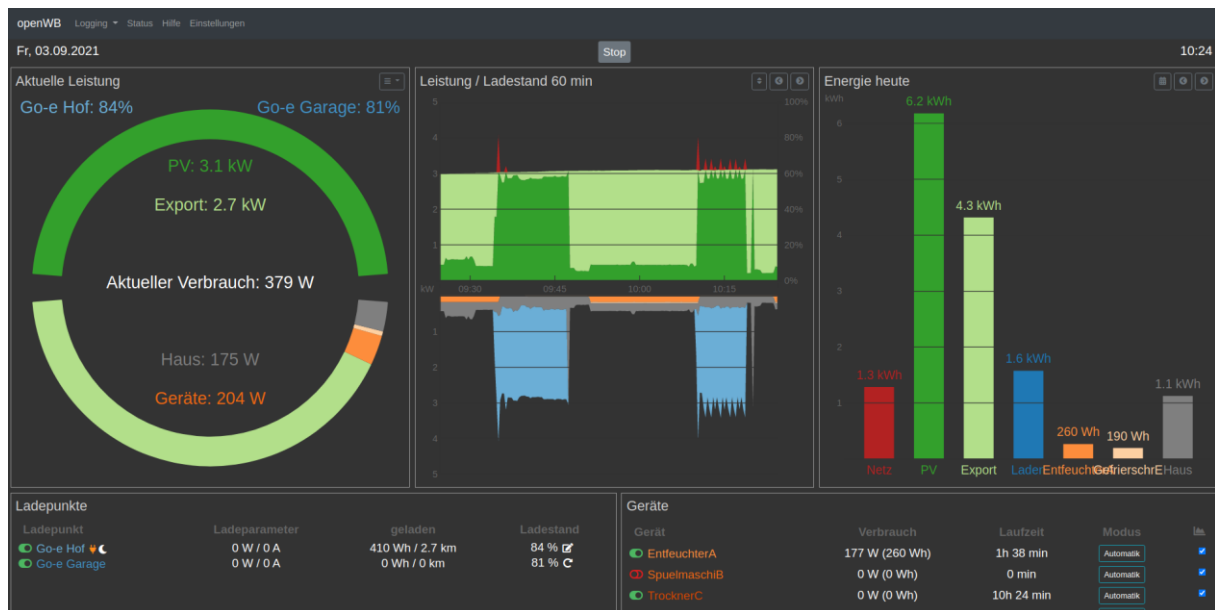 openWB Logging Status Hilfe Einstellungen
Fr, 03.09.2021 Stop 10:24
Aktuelle Leistung
Go-e Hof: 84% Go-e Garage: 81%
PV: 3.1 kW
Export: 2.7 kW
Aktueller Verbrauch: 379 W
Haus: 175 W
Geräte: 204 W
Leistung / Ladestand 60 min
5 100%
4 80%
3 60%
2 40%
1 20%
0%
kW 09:30 09:45 10:00 10:15
1
2
3
4
5
Energie heute
kWh 6.2 kWh
6
5
4.3 kWh
4
3
2
1.6 kWh
1.3 kWh
1.1 kWh
1
260 Wh 190 Wh
Netz PV Export Laden EntfeuchterA GefrierschrE Haus
Ladepunkte
Ladepunkt Ladeparameter geladen Ladestand
Go-e Hof 0 W / 0 A 410 Wh / 2.7 km 84 %
Go-e Garage 0 W / 0 A 0 Wh / 0 km 81 %
Geräte
Gerät Verbrauch Laufzeit Modus
EntfeuchterA 177 W (260 Wh) 1h 38 min Automatik
SpuelmaschiB 0 W (0 Wh) 0 min Automatik
TrocknerC 0 W (0 Wh) 10h 24 min Automatik